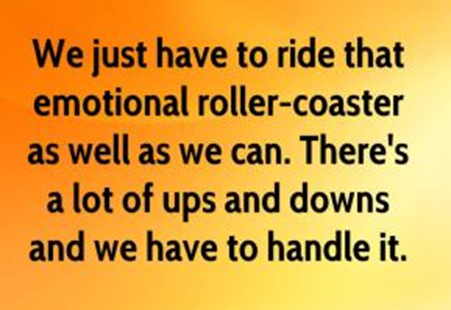 We just have to ride that
emotional roller-coaster
as well as we can. There's
a lot of ups and downs
and we have to handle it.